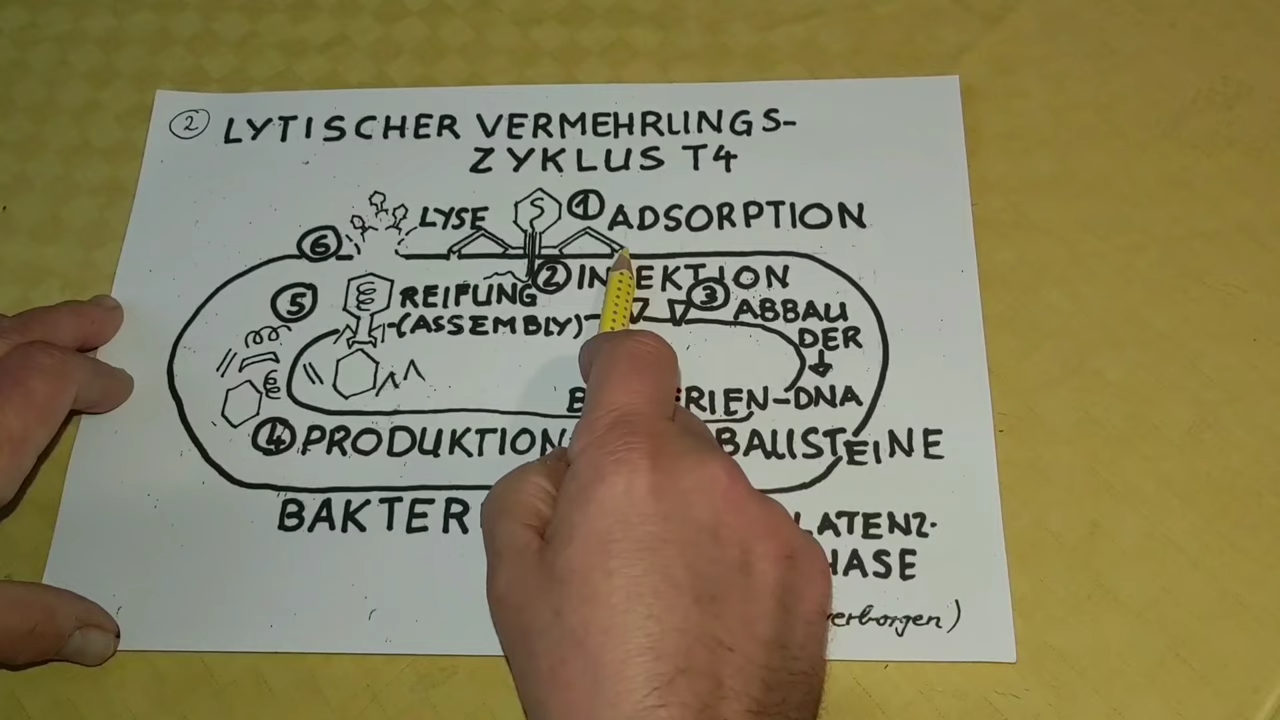 ② LYTISCHER VERMEHRUNGS-
ZYKLUS T4
⑥ LYSE S ① ADSORPTION
② INJEKTION
⑤ REIFUNG ③ ABBAU
-(ASSEMBLY)- DER
↓
RIEN-DNA
④ PRODUKTION BAUSTEINE
BAKTER LATENZ-
HASE
verborgen)